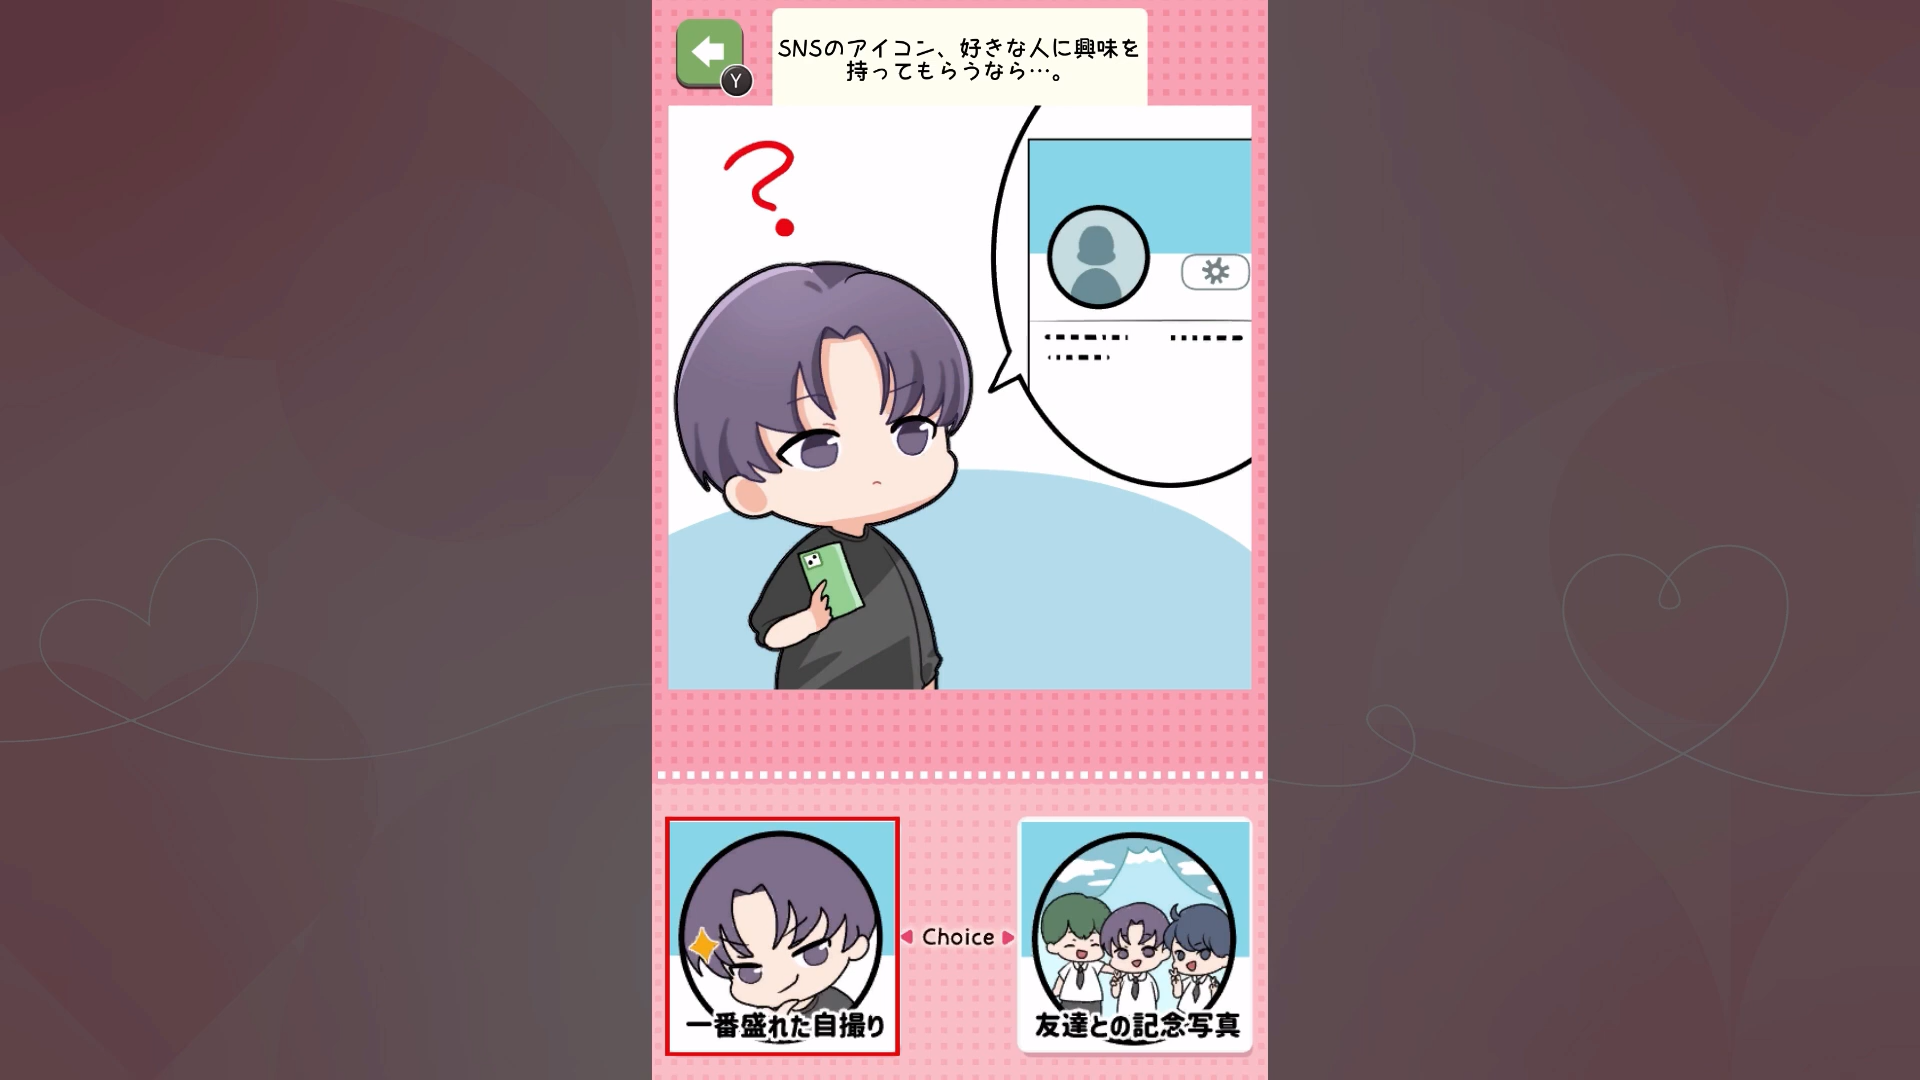 Y
SNSのアイコン、好きな人に興味を
持ってもらうなら…。
?
Choice
一番盛れた自撮り
友達との記念写真